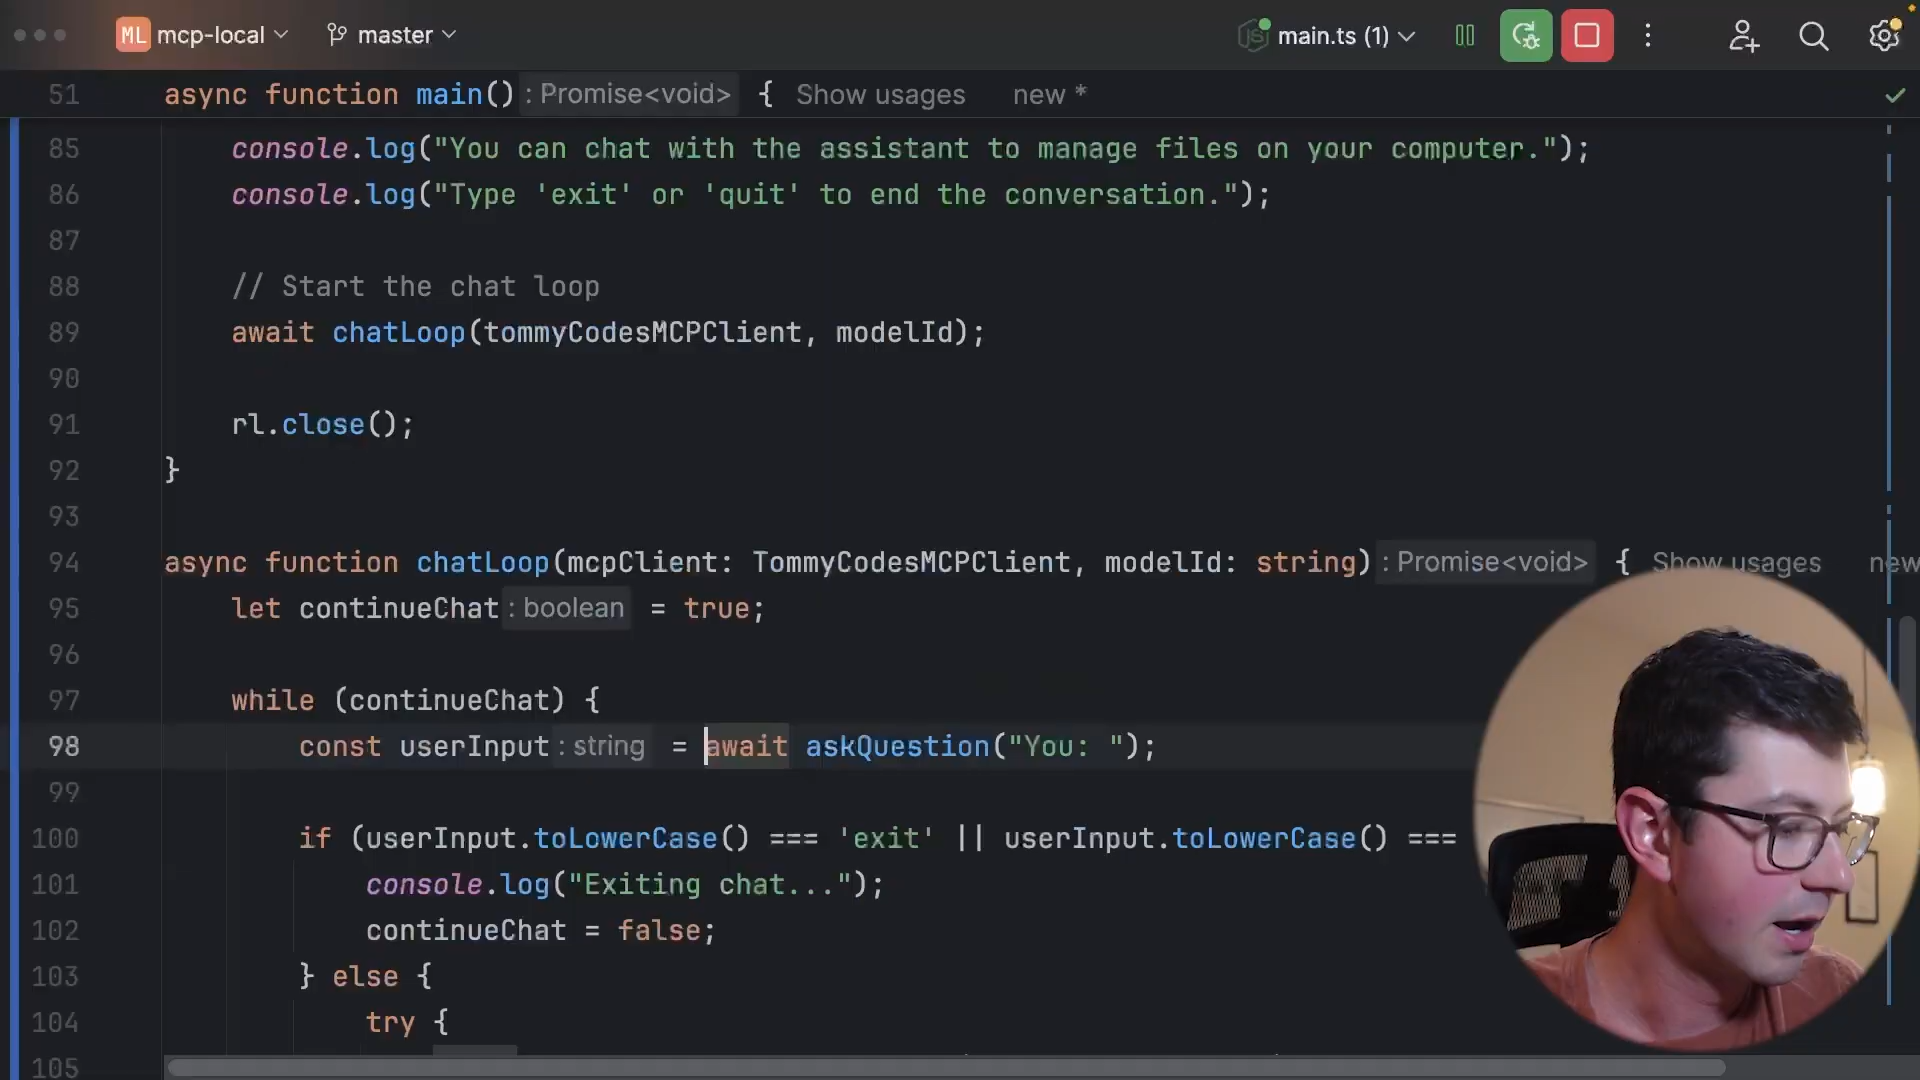 ML mcp-local master main.ts (1)
51 async function main() : Promise<void> { Show usages new *
85 console.log("You can chat with the assistant to manage files on your computer.");
86 console.log("Type 'exit' or 'quit' to end the conversation.");
87
88 // Start the chat loop
89 await chatLoop(tommyCodesMCPClient, modelId);
90
91 rl.close();
92 }
93
94 async function chatLoop(mcpClient: TommyCodesMCPClient, modelId: string) : Promise<void> { Show usages new
95 let continueChat : boolean = true;
96
97 while (continueChat) {
98 const userInput : string = await askQuestion("You: ");
99
100 if (userInput.toLowerCase() === 'exit' || userInput.toLowerCase() ===
101 console.log("Exiting chat...");
102 continueChat = false;
103 } else {
104 try {
105